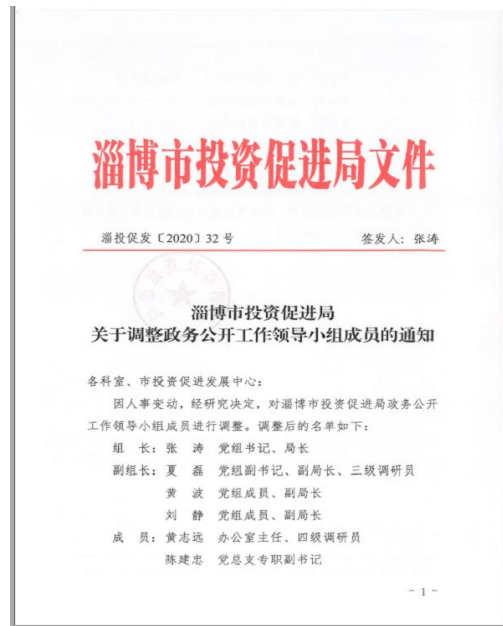 淄博市投资促进局文件
淄投促发〔2020〕32号 签发人：张涛
淄博市投资促进局
关于调整政务公开工作领导小组成员的通知
各科室、市投资促进发展中心：
因人事变动，经研究决定，对淄博市投资促进局政务公开
工作领导小组成员进行调整。调整后的名单如下：
组 长：张 涛 党组书记、局长
副组长：夏 磊 党组副书记、副局长、三级调研员
黄 波 党组成员、副局长
刘 静 党组成员、副局长
成 员：黄志远 办公室主任、四级调研员
陈建忠 党总支专职副书记
- 1 -